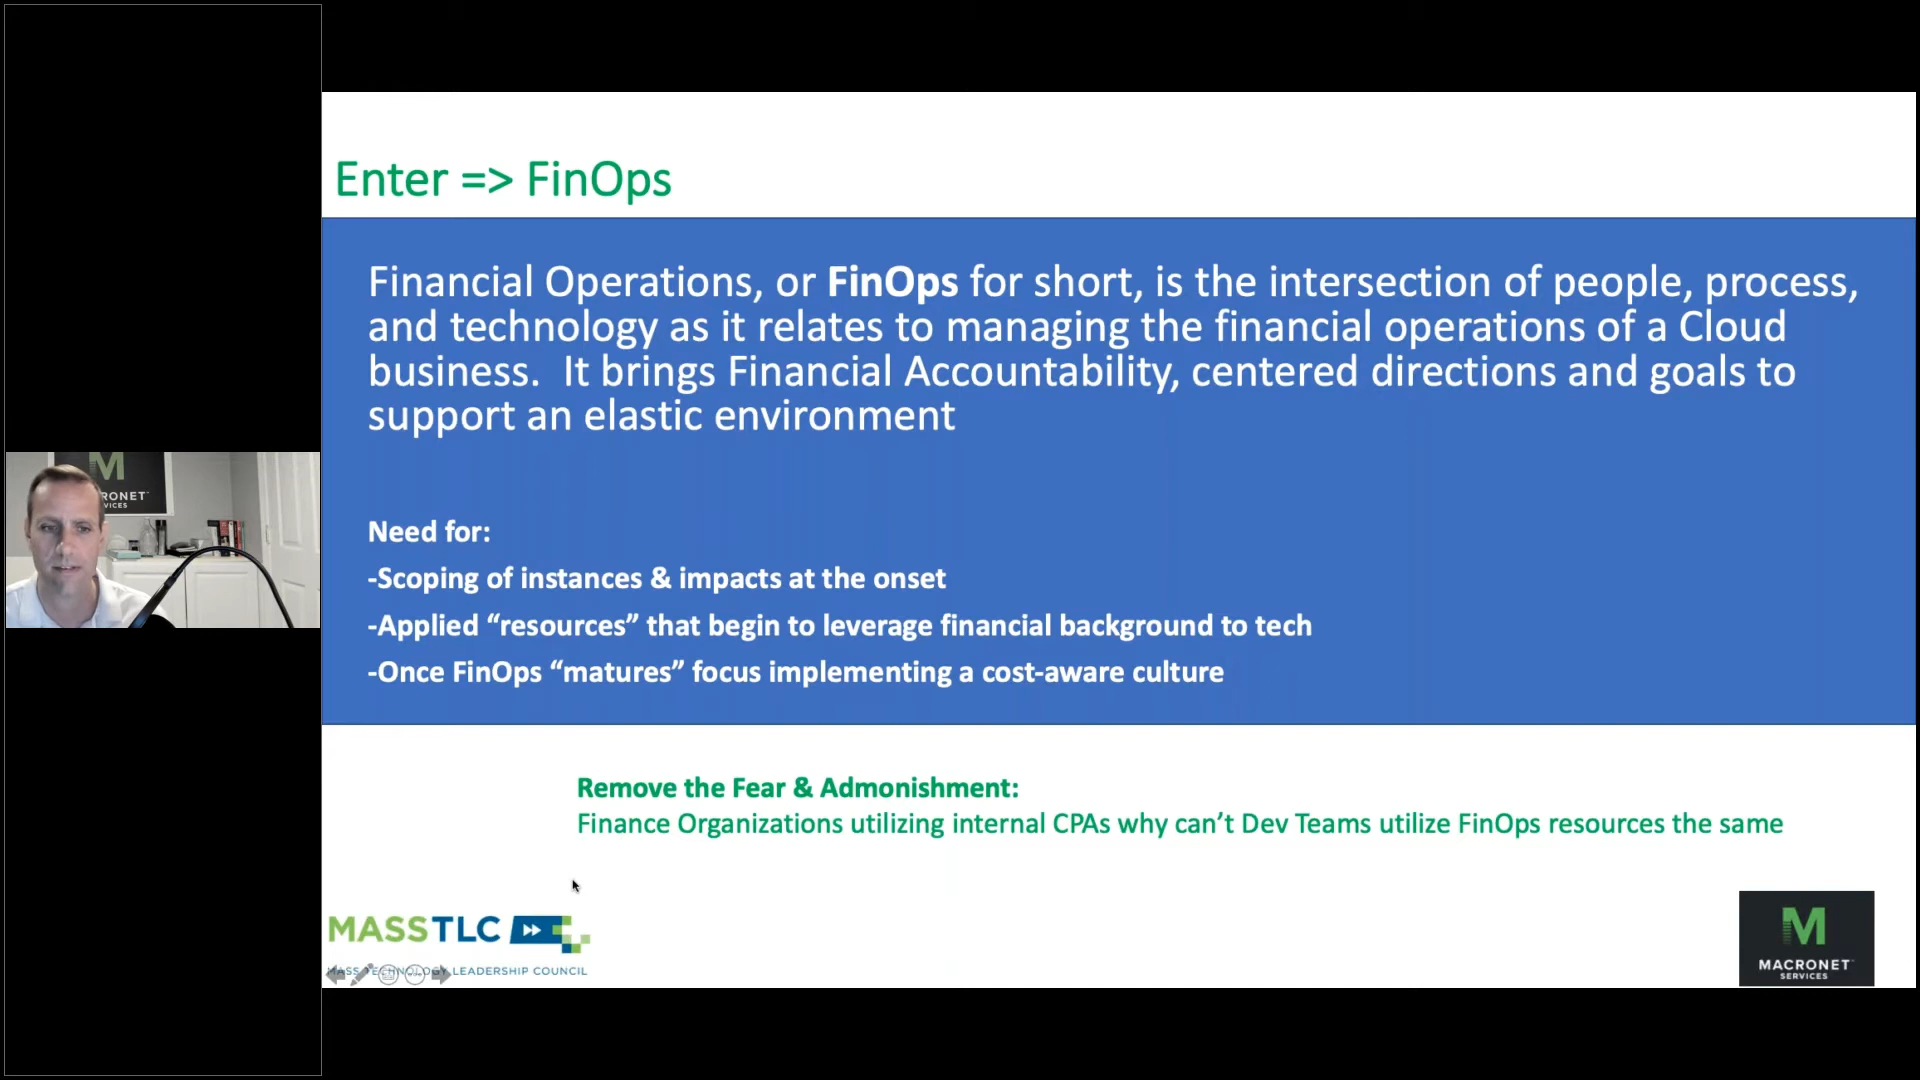 Enter => FinOps
Financial Operations, or FinOps for short, is the intersection of people, process,
and technology as it relates to managing the financial operations of a Cloud
business.  It brings Financial Accountability, centered directions and goals to
support an elastic environment
Need for:
-Scoping of instances & impacts at the onset
-Applied “resources” that begin to leverage financial background to tech
-Once FinOps “matures” focus implementing a cost-aware culture
Remove the Fear & Admonishment:
Finance Organizations utilizing internal CPAs why can’t Dev Teams utilize FinOps resources the same
M
RONET
VICES
MASSTLC
MASS TECHNOLOGY LEADERSHIP COUNCIL
M
MACRONET
SERVICES